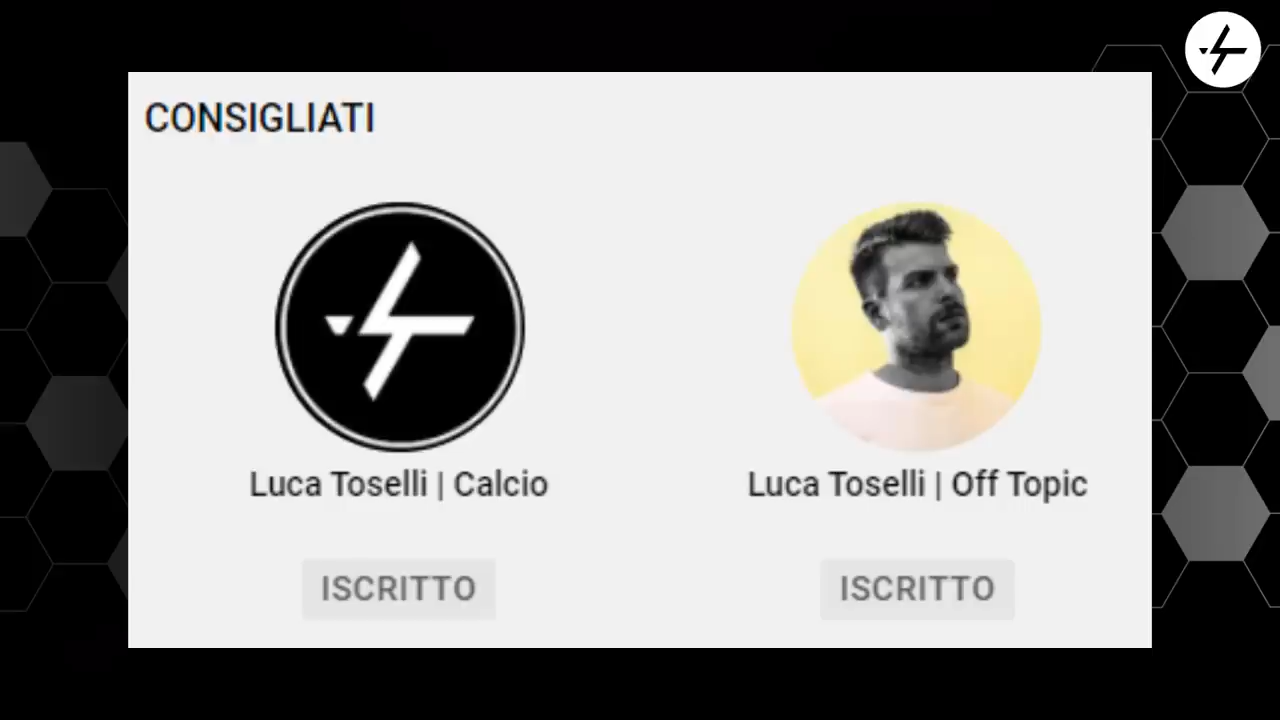 CONSIGLIATI
Luca Toselli | Calcio
Luca Toselli | Off Topic
ISCRITTO
ISCRITTO